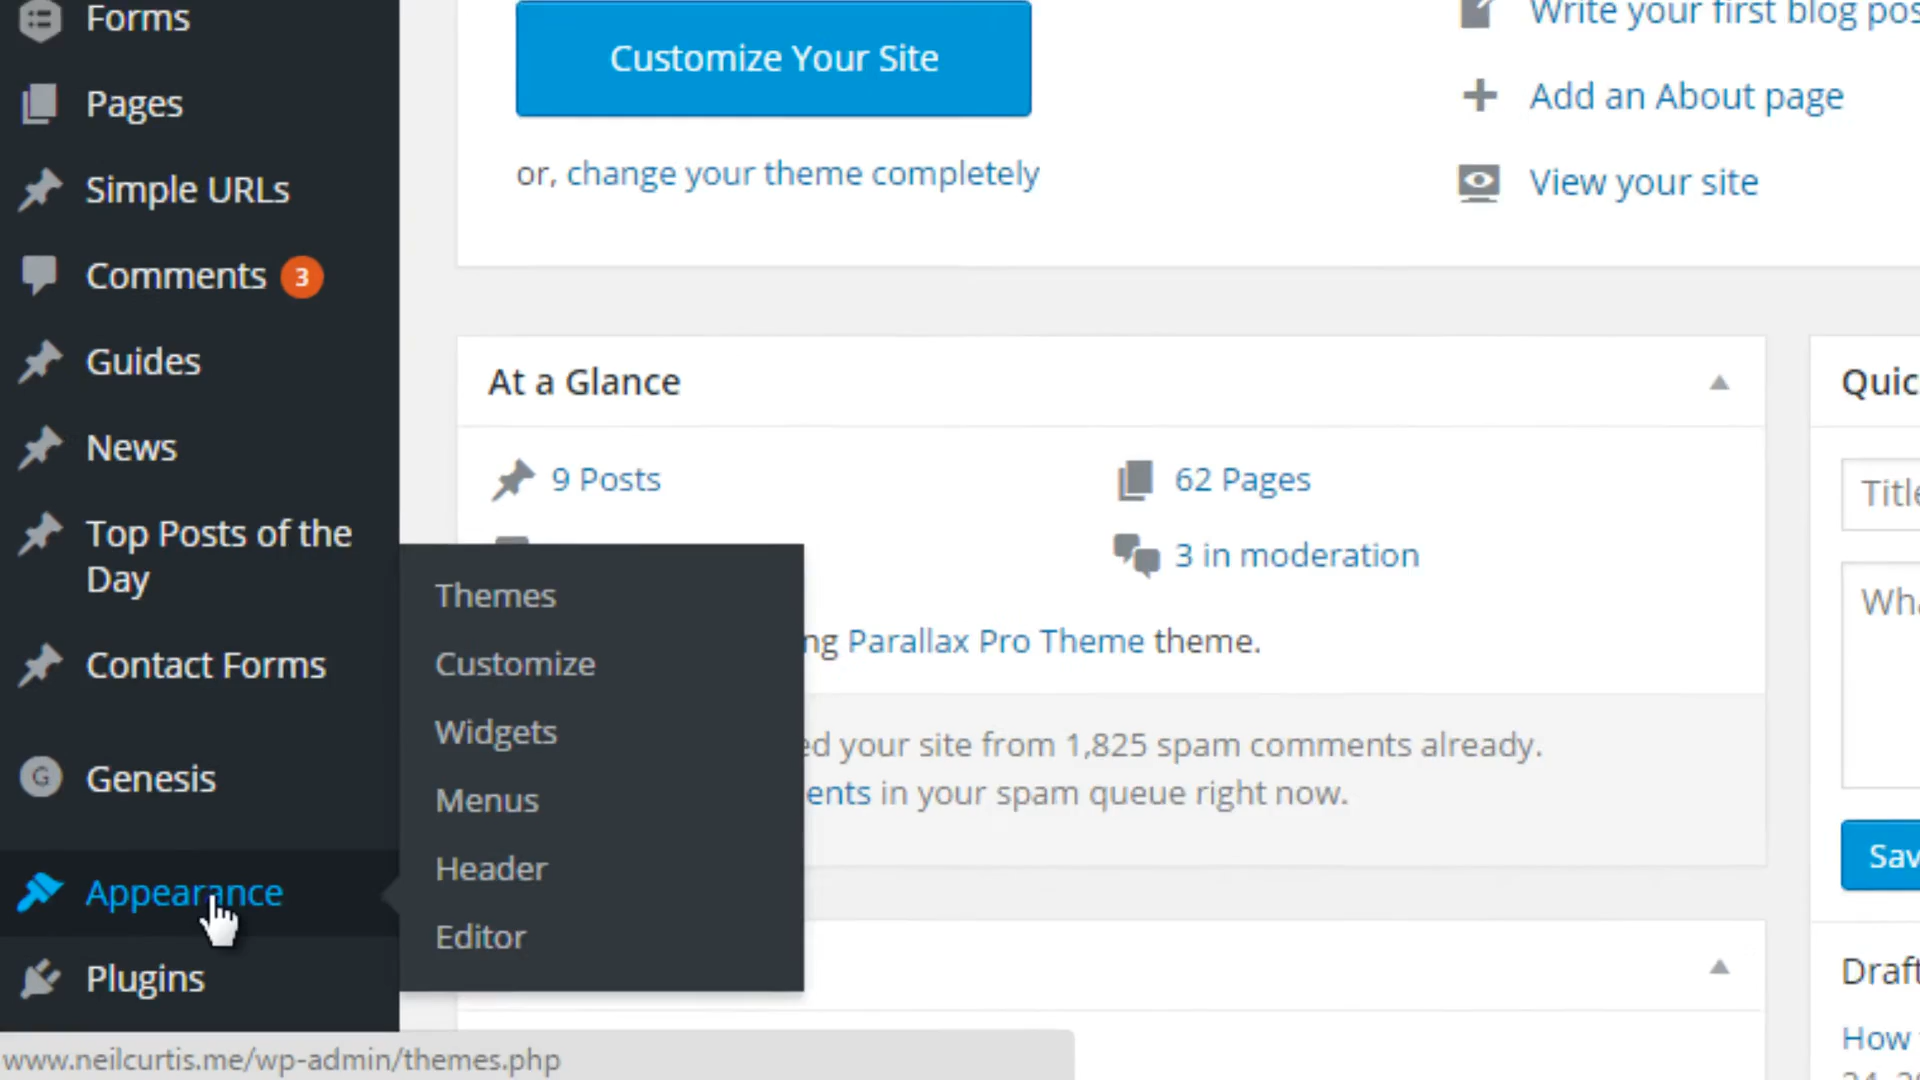 Forms
Pages
Simple URLs
Comments 3
Guides
News
Top Posts of the
Day
Contact Forms
Genesis
Appearance
Plugins
Themes
Customize
Widgets
Menus
Header
Editor
Customize Your Site
or, change your theme completely
Write your first blog pos
Add an About page
View your site
At a Glance
9 Posts
62 Pages
3 in moderation
ng Parallax Pro Theme theme.
ed your site from 1,825 spam comments already.
ents in your spam queue right now.
Quic
Title
Wha
Sav
Draft
How
www.neilcurtis.me/wp-admin/themes.php